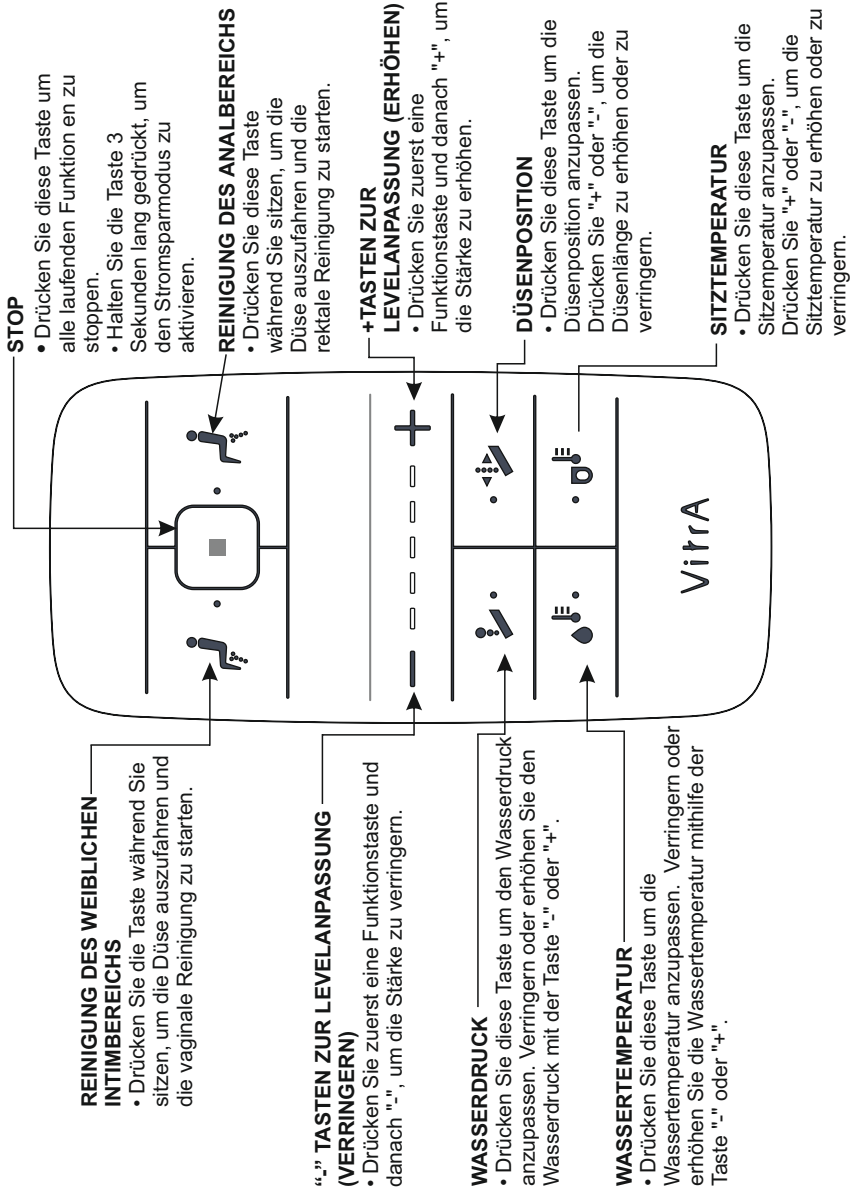 REINIGUNG DES WEIBLICHEN
INTIMBEREICHS
• Drücken Sie die Taste während Sie
sitzen, um die Düse auszufahren und
die vaginale Reinigung zu starten.
“-” TASTEN ZUR LEVELANPASSUNG
(VERRINGERN)
• Drücken Sie zuerst eine Funktionstaste und
danach "-", um die Stärke zu verringern.
WASSERDRUCK
• Drücken Sie diese Taste um den Wasserdruck
anzupassen. Verringern oder erhöhen Sie den
Wasserdruck mit der Taste "-" oder "+".
WASSERTEMPERATUR
• Drücken Sie diese Taste um die
Wassertemperatur anzupassen. Verringern oder
erhöhen Sie die Wassertemperatur mithilfe der
Taste "-" oder "+".
VitrA
STOP
• Drücken Sie diese Taste um
alle laufenden Funktion en zu
stoppen.
• Halten Sie die Taste 3
Sekunden lang gedrückt, um
den Stromsparmodus zu
aktivieren.
REINIGUNG DES ANALBEREICHS
• Drücken Sie diese Taste
während Sie sitzen, um die
Düse auszufahren und die
rektale Reinigung zu starten.
+TASTEN ZUR
LEVELANPASSUNG (ERHÖHEN)
• Drücken Sie zuerst eine
Funktionstaste und danach "+", um
die Stärke zu erhöhen.
DÜSENPOSITION
• Drücken Sie diese Taste um die
Düsenposition anzupassen.
Drücken Sie "+" oder "-", um die
Düsenlänge zu erhöhen oder zu
verringern.
SITZTEMPERATUR
• Drücken Sie diese Taste um die
Sitzemperatur anzupassen.
Drücken Sie "+" oder "-", um die
Sitztemperatur zu erhöhen oder zu
verringern.